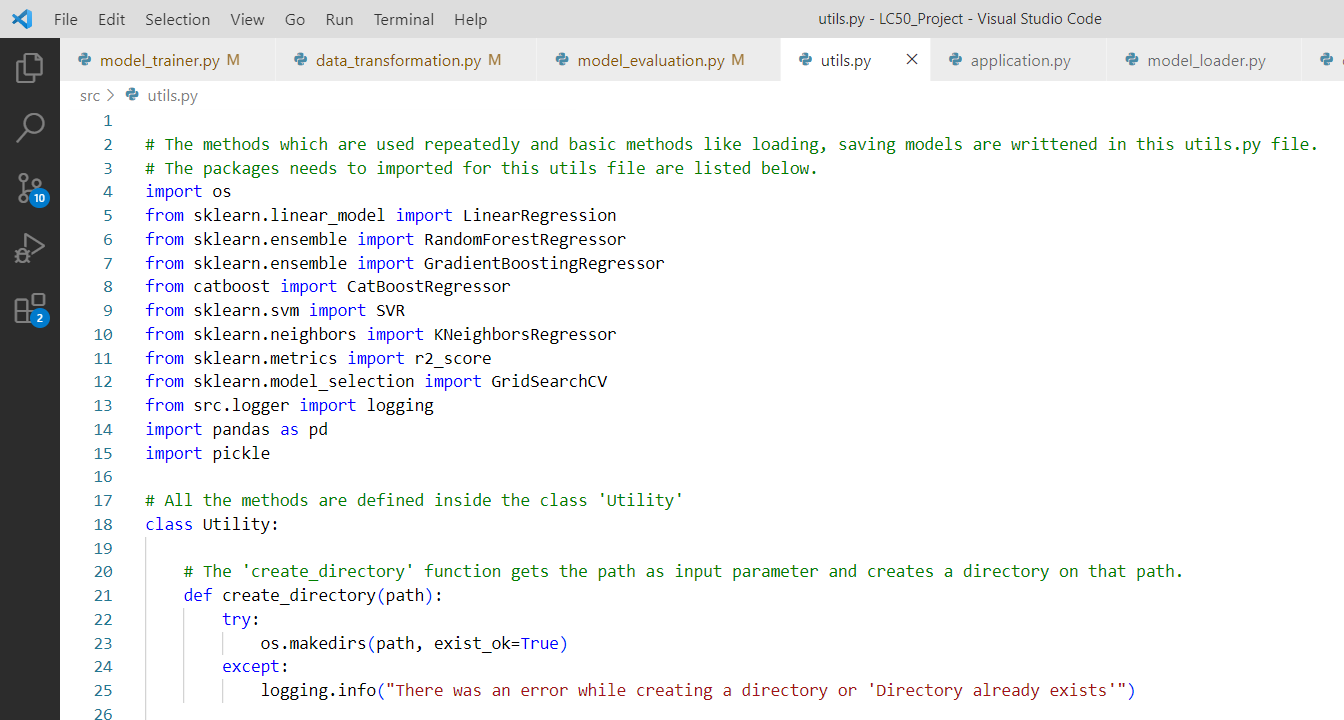 File Edit Selection View Go Run Terminal Help utils.py - LC50_Project - Visual Studio Code
model_trainer.py M data_transformation.py M model_evaluation.py M utils.py application.py model_loader.py
src > utils.py
1
2 # The methods which are used repeatedly and basic methods like loading, saving models are writtened in this utils.py file.
3 # The packages needs to imported for this utils file are listed below.
4 import os
5 from sklearn.linear_model import LinearRegression
6 from sklearn.ensemble import RandomForestRegressor
7 from sklearn.ensemble import GradientBoostingRegressor
8 from catboost import CatBoostRegressor
9 from sklearn.svm import SVR
10 from sklearn.neighbors import KNeighborsRegressor
11 from sklearn.metrics import r2_score
12 from sklearn.model_selection import GridSearchCV
13 from src.logger import logging
14 import pandas as pd
15 import pickle
16
17 # All the methods are defined inside the class 'Utility'
18 class Utility:
19
20 # The 'create_directory' function gets the path as input parameter and creates a directory on that path.
21 def create_directory(path):
22 try:
23 os.makedirs(path, exist_ok=True)
24 except:
25 logging.info("There was an error while creating a directory or 'Directory already exists'")
26
10
2